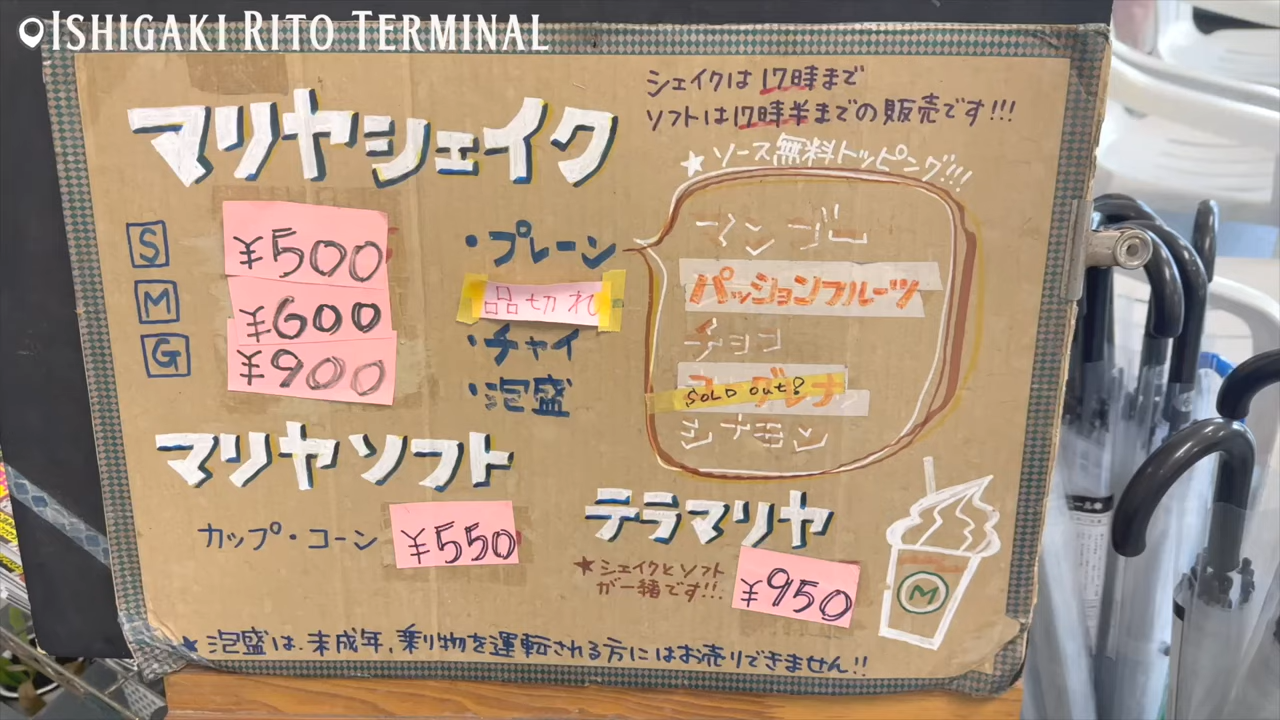 ISHIGAKI RITO TERMINAL
シェイクは17時まで
ソフトは17時半までの販売です!!!
マリヤシェイク
★ソース無料トッピング!!!
S ¥500
M ¥600
G ¥900
・プレーン
品切れ
・チャイ
・泡盛
マンゴー
パッションフルーツ
チョコ
SOLD OUT!
シナモン
マリヤソフト
カップ・コーン ¥550
テラマリヤ
★シェイクとソフト
が一緒です!!.
¥950
M
★泡盛は、未成年、乗り物を運転される方にはお売りできません!!